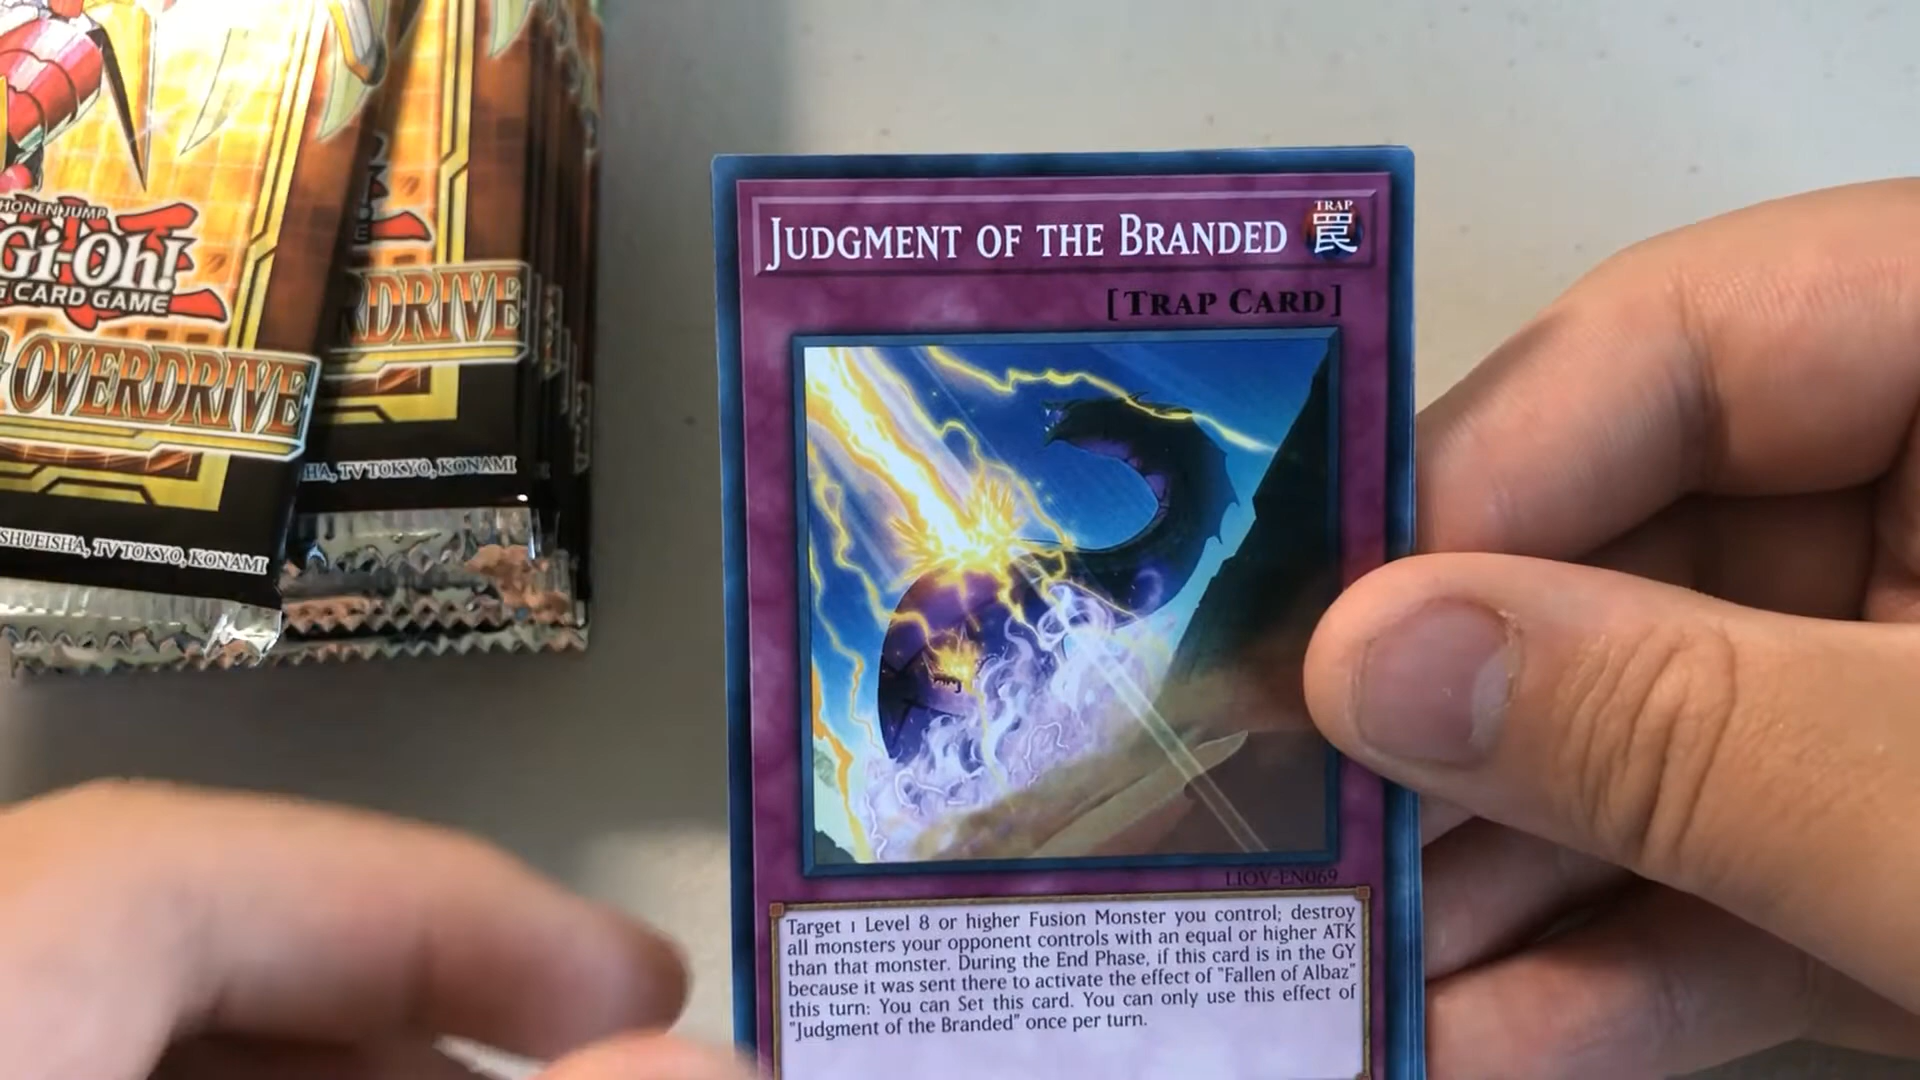 SHONEN JUMP
Gi-Oh!
CARD GAME
OVERDRIVE
SHUEISHA, TV TOKYO, KONAMI
RDRIVE
HA, TV TOKYO, KONAMI
JUDGMENT OF THE BRANDED
TRAP
罠
[TRAP CARD]
LIOV-EN069
Target 1 Level 8 or higher Fusion Monster you control; destroy
all monsters your opponent controls with an equal or higher ATK
than that monster. During the End Phase, if this card is in the GY
because it was sent there to activate the effect of "Fallen of Albaz"
this turn: You can Set this card. You can only use this effect of
"Judgment of the Branded" once per turn.